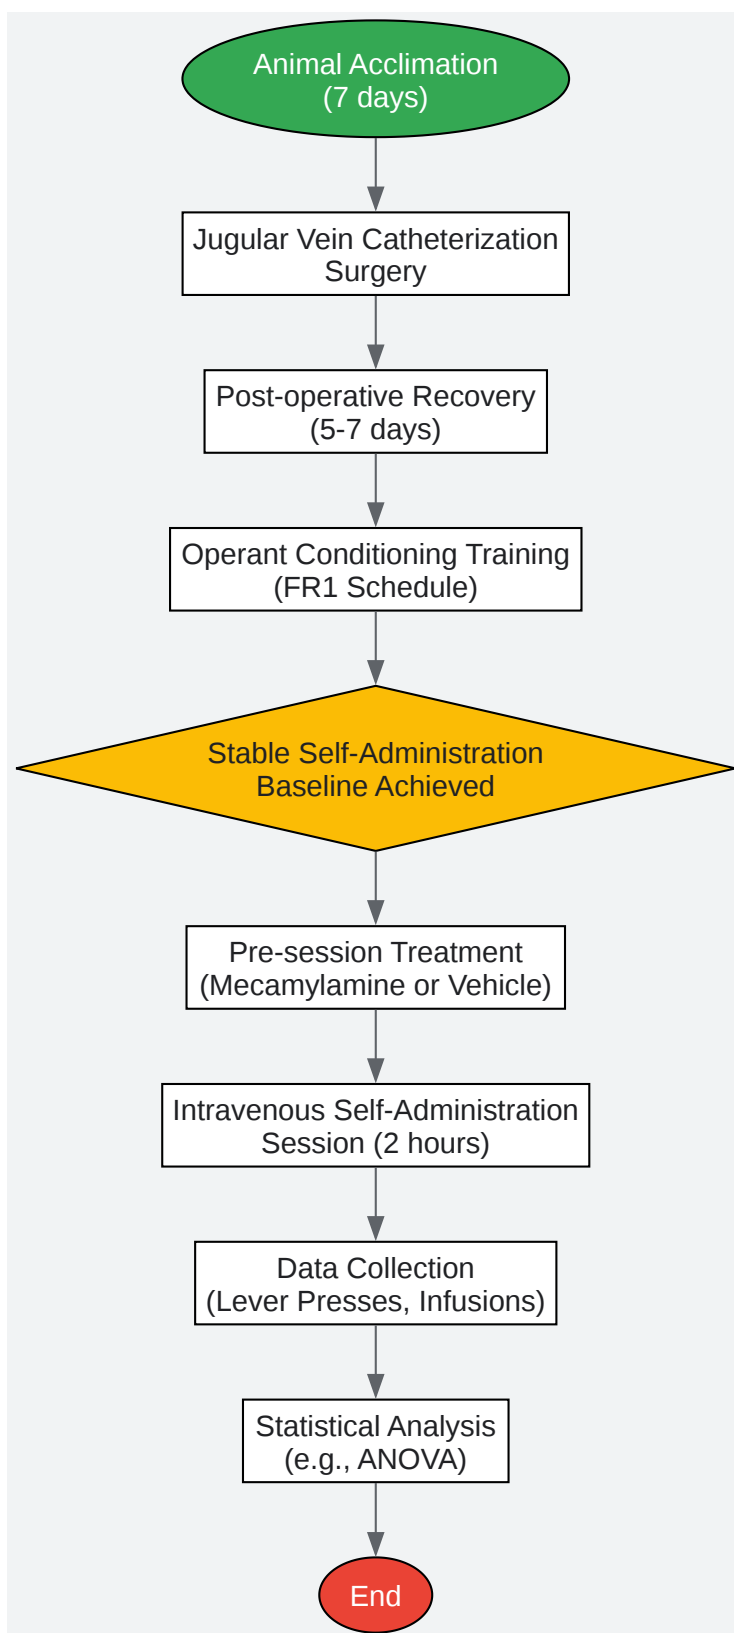 Animal Acclimation
(7 days)
Jugular Vein Catheterization
Surgery
Post-operative Recovery
(5-7 days)
Operant Conditioning Training
(FR1 Schedule)
Stable Self-Administration
Baseline Achieved
Pre-session Treatment
(Mecamylamine or Vehicle)
Intravenous Self-Administration
Session (2 hours)
Data Collection
(Lever Presses, Infusions)
Statistical Analysis
(e.g., ANOVA)
End